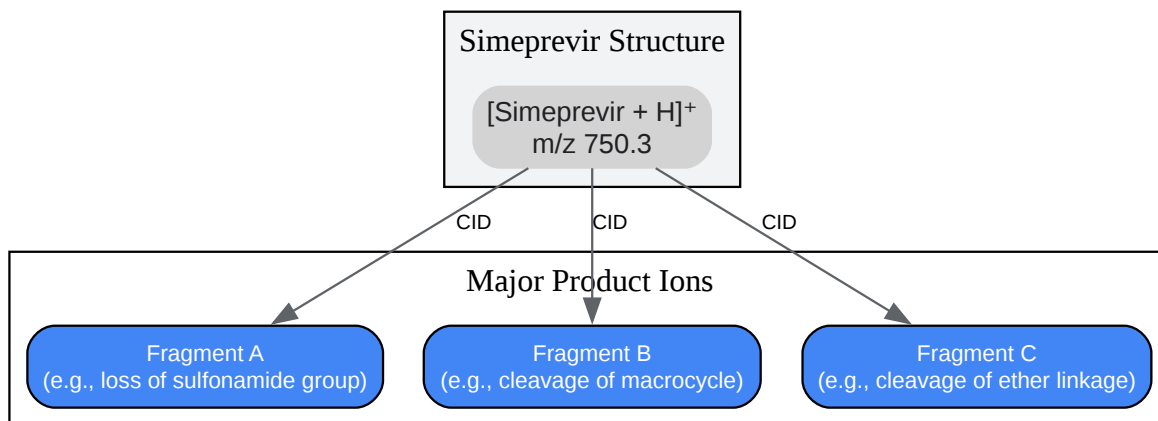 Simeprevir Structure
[Simeprevir + H]⁺
m/z 750.3
CID
CID
CID
Major Product Ions
Fragment A
(e.g., loss of sulfonamide group)
Fragment B
(e.g., cleavage of macrocycle)
Fragment C
(e.g., cleavage of ether linkage)